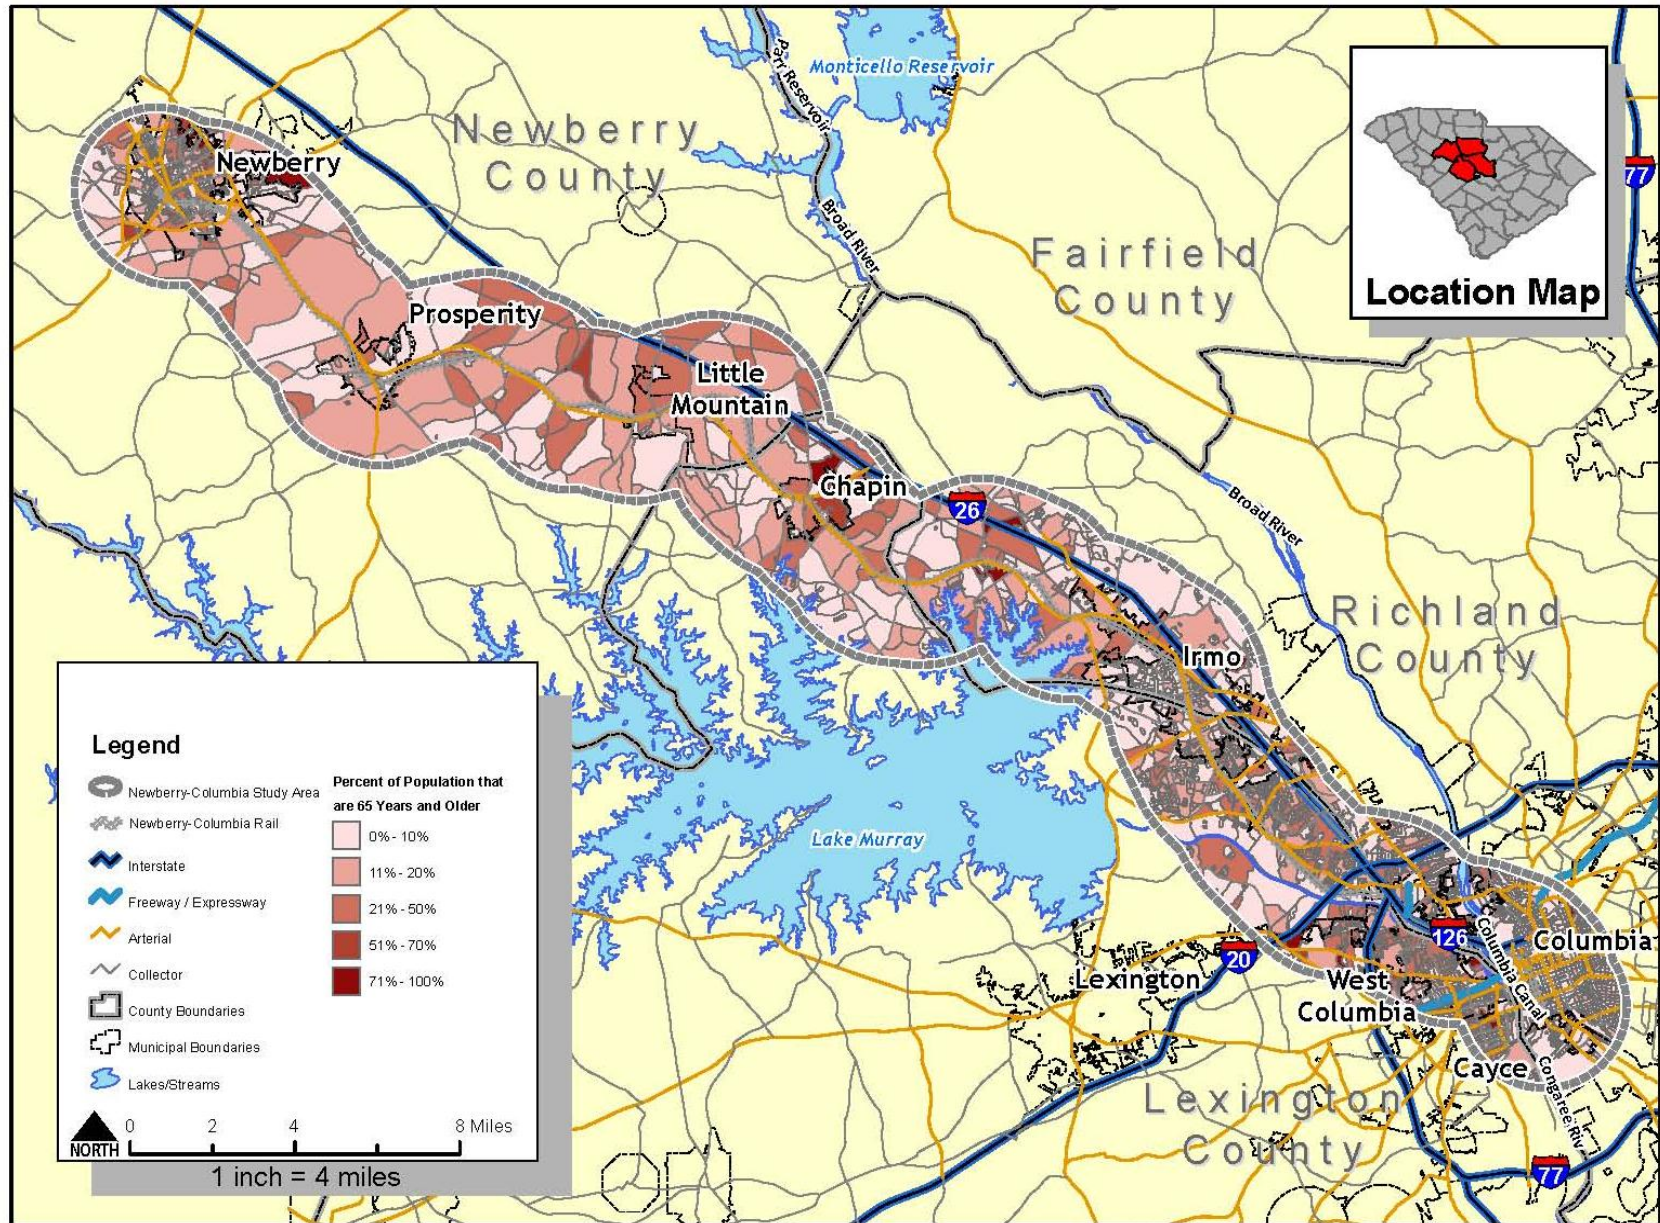 Monticello Reservoir
Parr Reservoir
Newberry
County
Newberry
Broad River
Fairfield
County
Location Map
77
Prosperity
Little
Mountain
Chapin
26
Broad River
Richland
County
Irmo
Lake Murray
Columbia
126
Columbia Canal
20
Lexington
West
Columbia
Cayce
Congaree Riv
Lexington
County
77
Legend
Newberry-Columbia Study Area
Newberry-Columbia Rail
Interstate
Freeway / Expressway
Arterial
Collector
County Boundaries
Municipal Boundaries
Lakes/Streams
Percent of Population that
are 65 Years and Older
0% - 10%
11% - 20%
21% - 50%
51% - 70%
71% - 100%
NORTH
0 2 4 8 Miles
1 inch = 4 miles